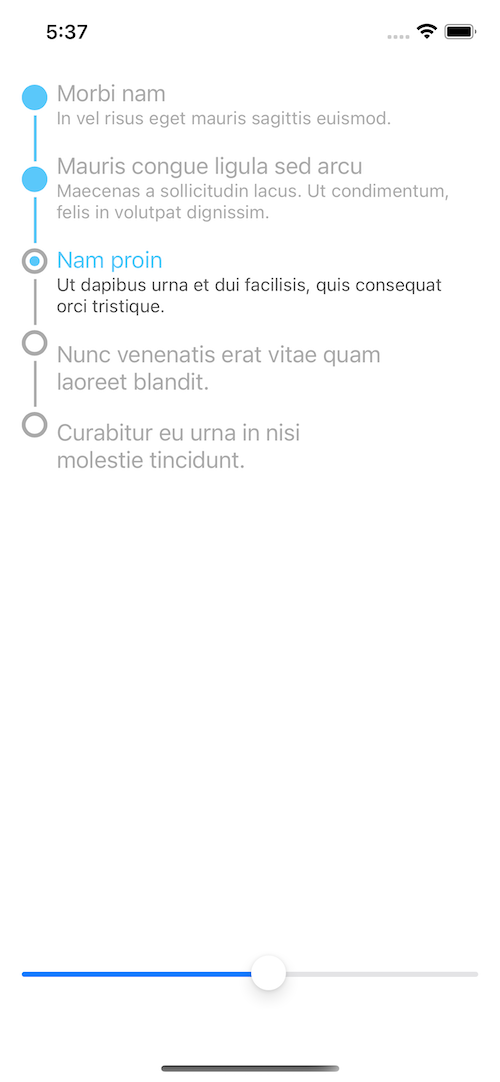 5:37
Morbi nam
In vel risus eget mauris sagittis euismod.
Mauris congue ligula sed arcu
Maecenas a sollicitudin lacus. Ut condimentum,
felis in volutpat dignissim.
Nam proin
Ut dapibus urna et dui facilisis, quis consequat
orci tristique.
Nunc venenatis erat vitae quam
laoreet blandit.
Curabitur eu urna in nisi
molestie tincidunt.